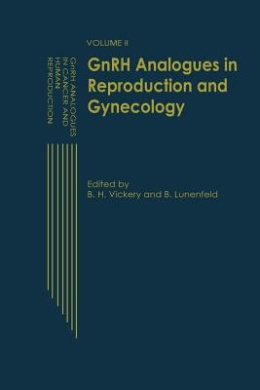 VOLUME II
GnRH Analogues in
Reproduction and
Gynecology
GnRH ANALOGUES
IN CANCER AND
HUMAN
REPRODUCTION
Edited by
B. H. Vickery and B. Lunenfeld